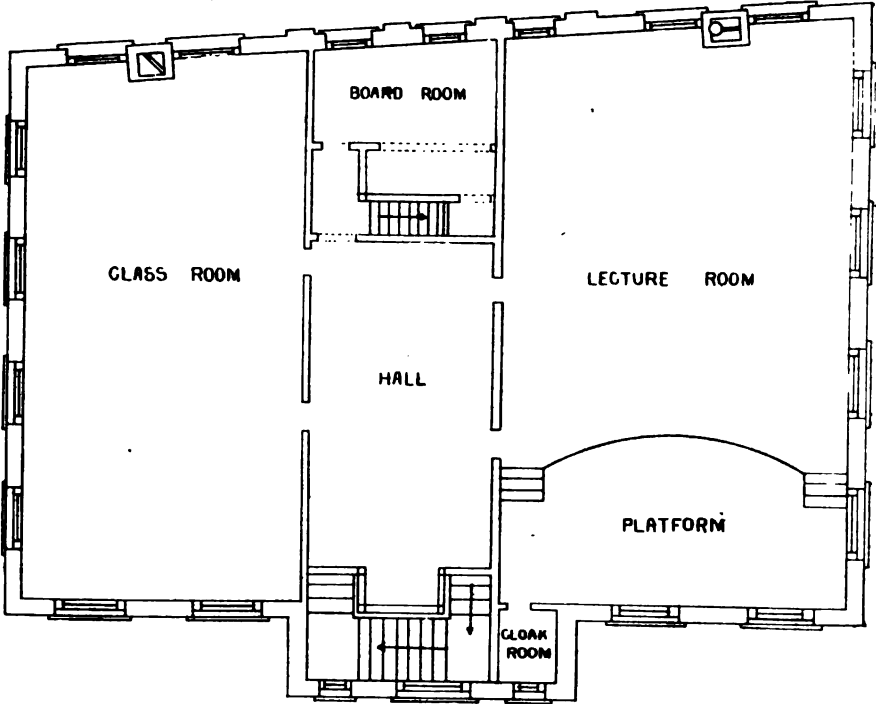 BOARD ROOM
CLASS ROOM
LECTURE ROOM
HALL
PLATFORM
CLOAK
ROOM